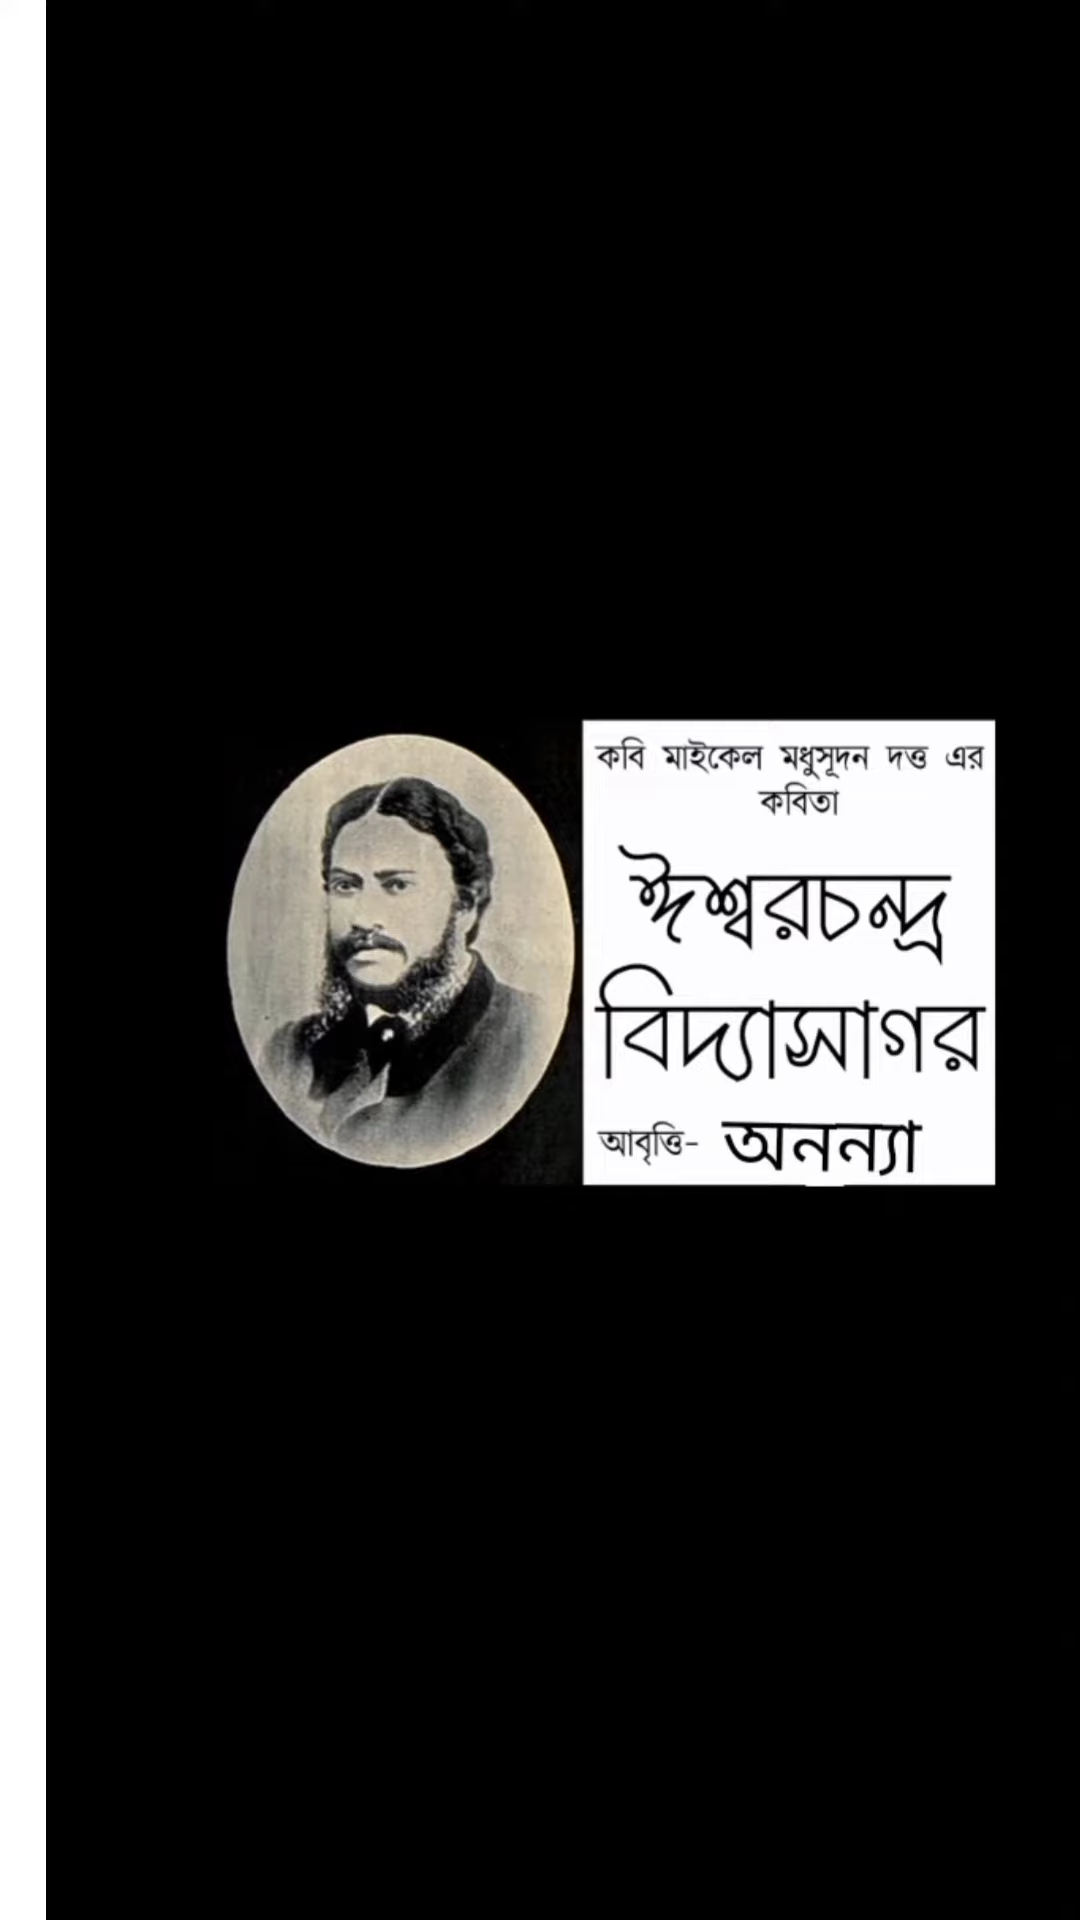 কবি মাইকেল মধুসূদন দত্ত এর
কবিতা
ঈশ্বরচন্দ্র
বিদ্যাসাগর
আবৃত্তি- অনন্যা